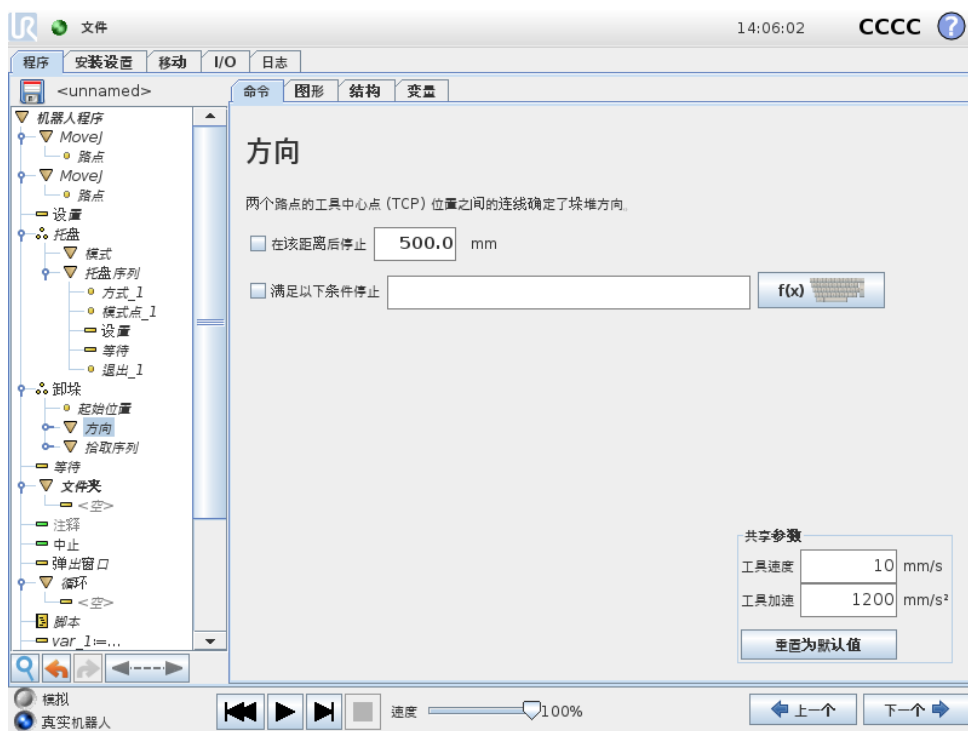 UR 文件 14:06:02 CCCC ?
程序 安装设置 移动 I/O 日志
<unnamed>
命令 图形 结构 变量
机器人程序
MoveJ
路点
MoveJ
路点
设置
托盘
模式
托盘序列
方式_1
模式点_1
设置
等待
退出_1
卸垛
起始位置
方向
拾取序列
等待
文件夹
<空>
注释
中止
弹出窗口
循环
<空>
脚本
var_1:=...
方向
两个路点的工具中心点 (TCP) 位置之间的连线确定了垛堆方向。
在该距离后停止 500.0 mm
满足以下条件停止 f(x)
共享参数
工具速度 10 mm/s
工具加速 1200 mm/s²
重置为默认值
模拟
真实机器人
速度 100%
上一个 下一个